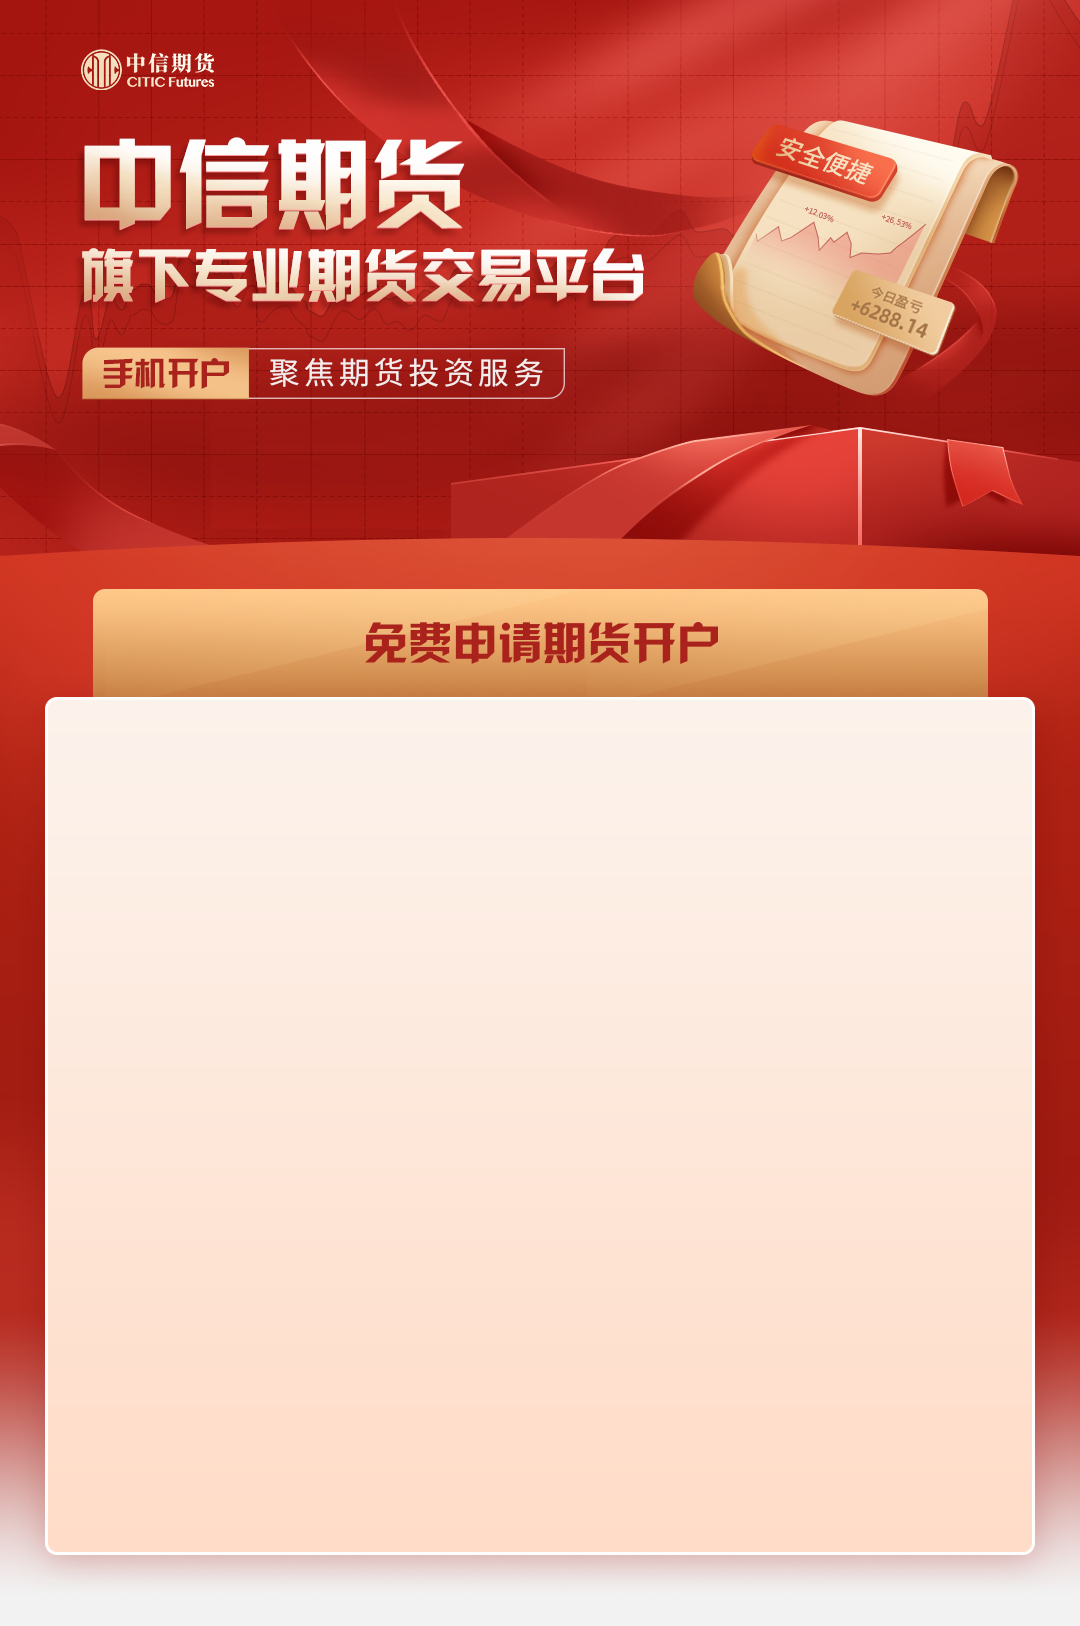 中信期货
CITIC Futures
中信期货
旗下专业期货交易平台
手机开户 聚焦期货投资服务
安全便捷
+12.03%
+26.53%
今日盈亏
+6288.14
免费申请期货开户